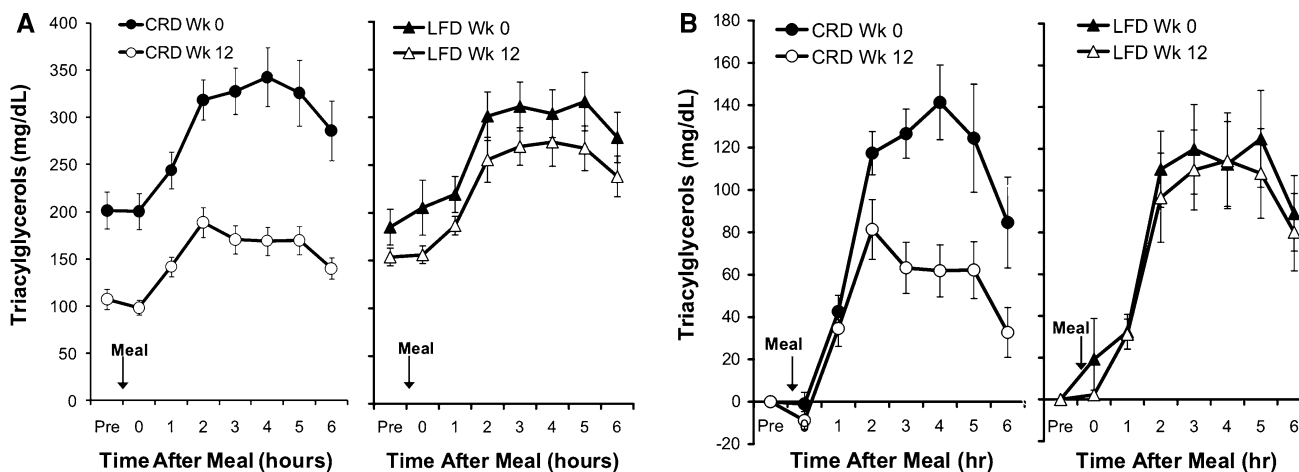 A
CRD Wk 0
CRD Wk 12
LFD Wk 0
LFD Wk 12
Triacylglycerols (mg/dL)
400
350
300
250
200
150
100
50
0
Meal
Meal
Pre 0 1 2 3 4 5 6
Pre 0 1 2 3 4 5 6
Time After Meal (hours)
Time After Meal (hours)
B
CRD Wk 0
CRD Wk 12
LFD Wk 0
LFD Wk 12
Triacylglycerols (mg/dL)
180
160
140
120
100
80
60
40
20
0
-20
Meal
Meal
Pre 0 1 2 3 4 5 6
Pre 0 1 2 3 4 5 6
Time After Meal (hr)
Time After Meal (hr)